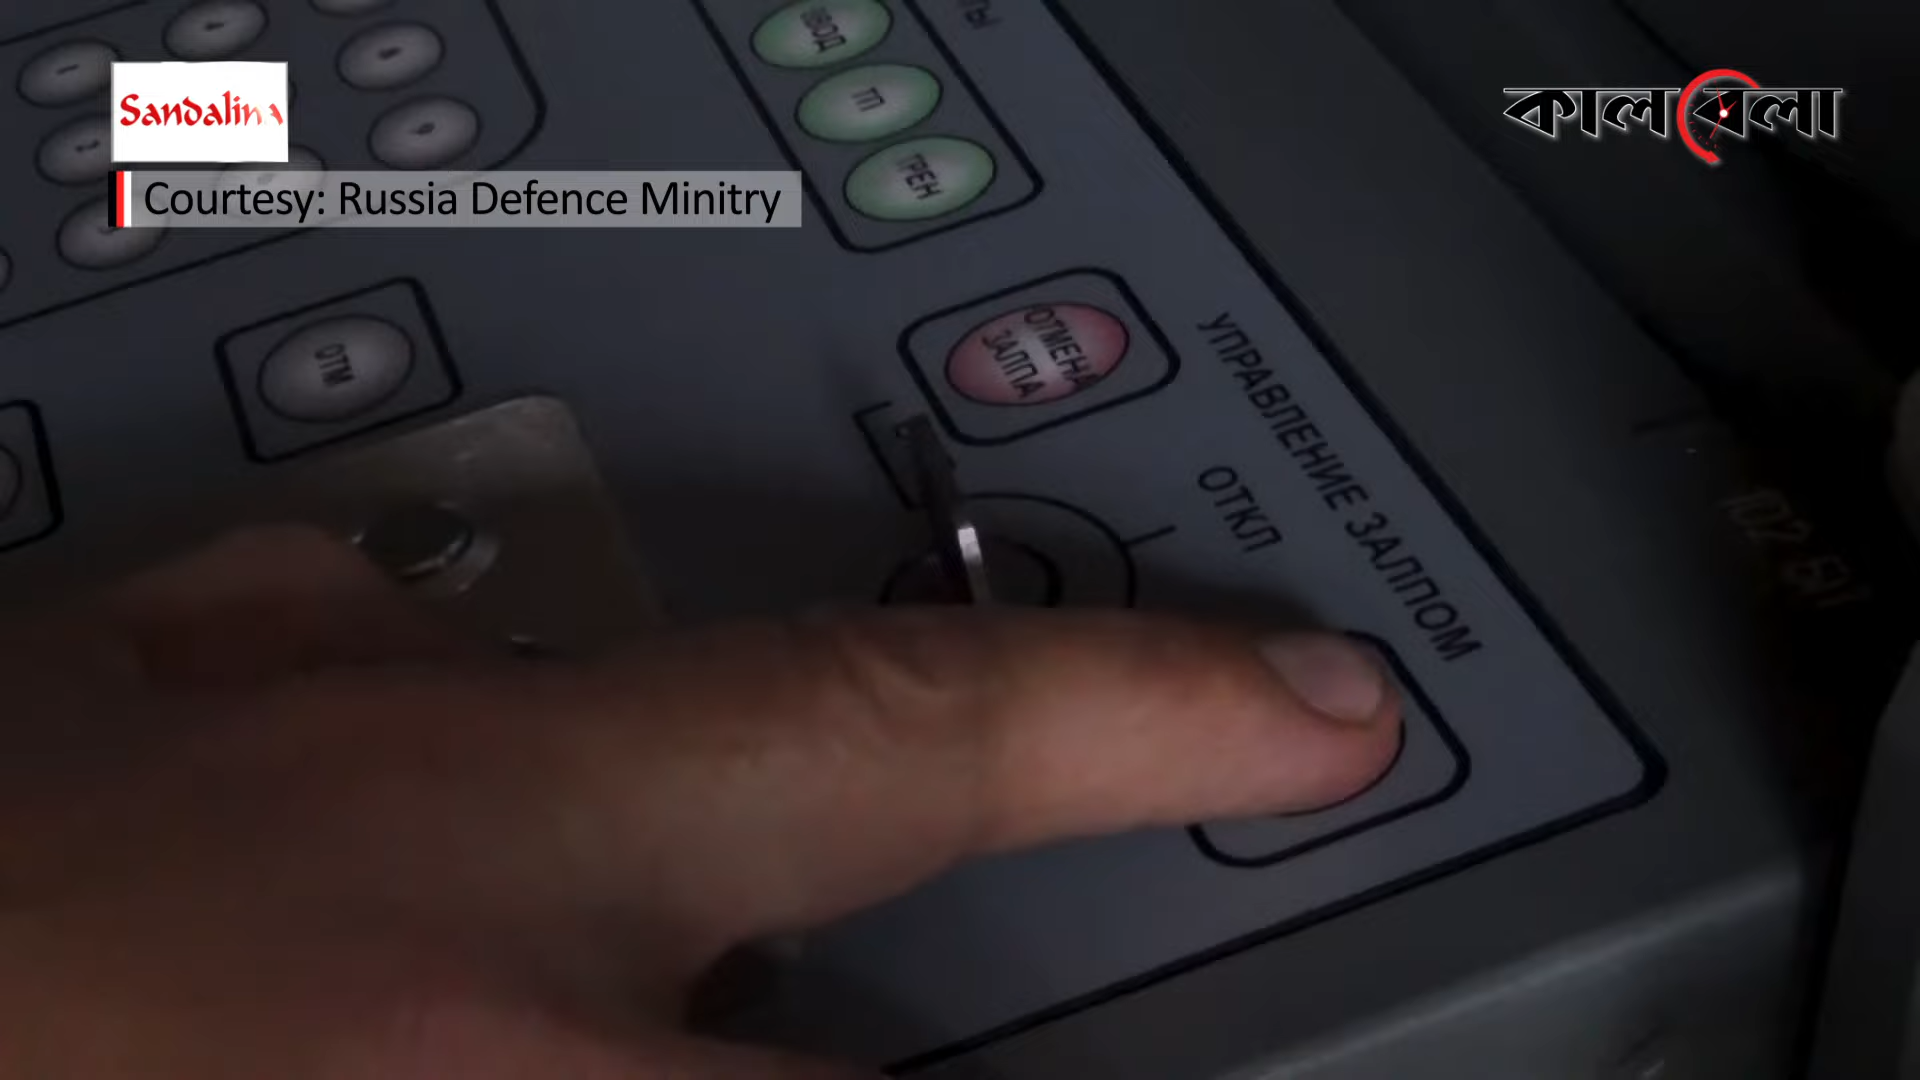 Sandalina
Courtesy: Russia Defence Minitry
কালবেলা
ВВОД
ТП
ТРЕН
ОТМЕНА
ЗАЛПА
ОТМ
УПРАВЛЕНИЕ ЗАЛПОМ
ОТКЛ